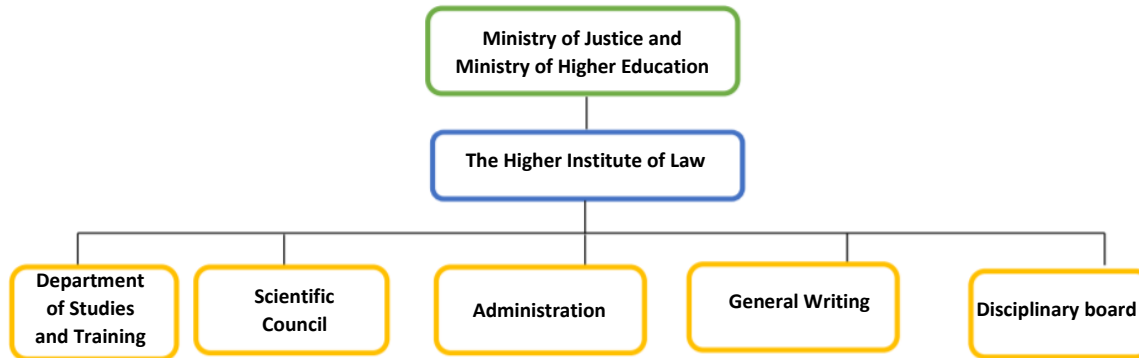 Ministry of Justice and
Ministry of Higher Education
The Higher Institute of Law
Department
of Studies
and Training
Scientific
Council
Administration
General Writing
Disciplinary board